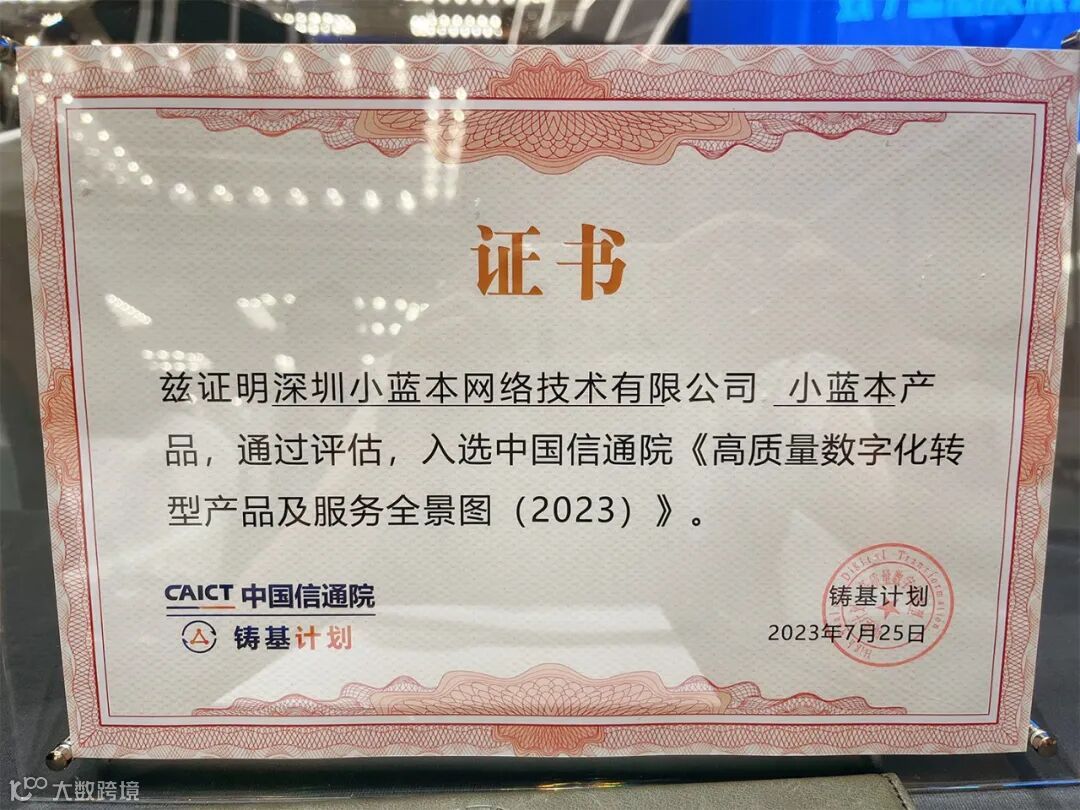 证书
兹证明深圳小蓝本网络技术有限公司 小蓝本产
品，通过评估，入选中国信通院《高质量数字化转
型产品及服务全景图（2023）》。
CAICT 中国信通院
铸基计划
铸基计划
2023年7月25日
大数跨境